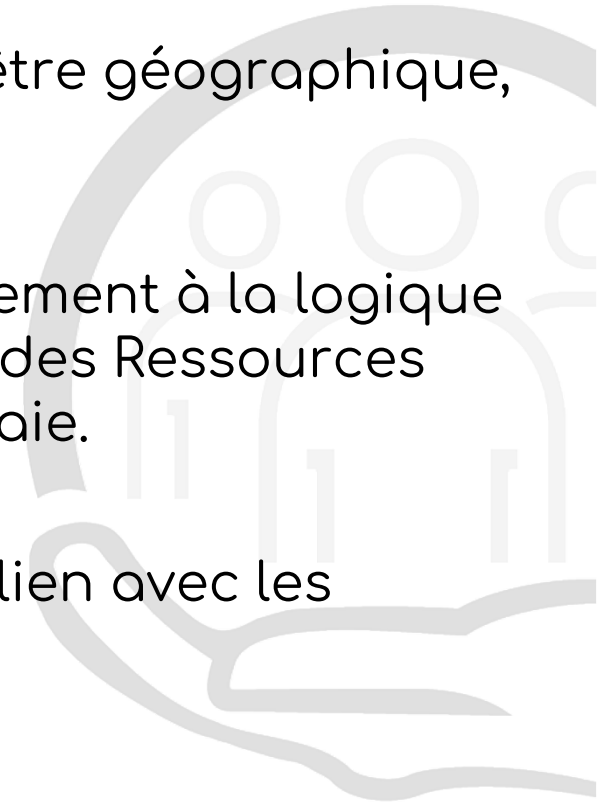 être géographique,
ement à la logique
des Ressources
aie.
lien avec les